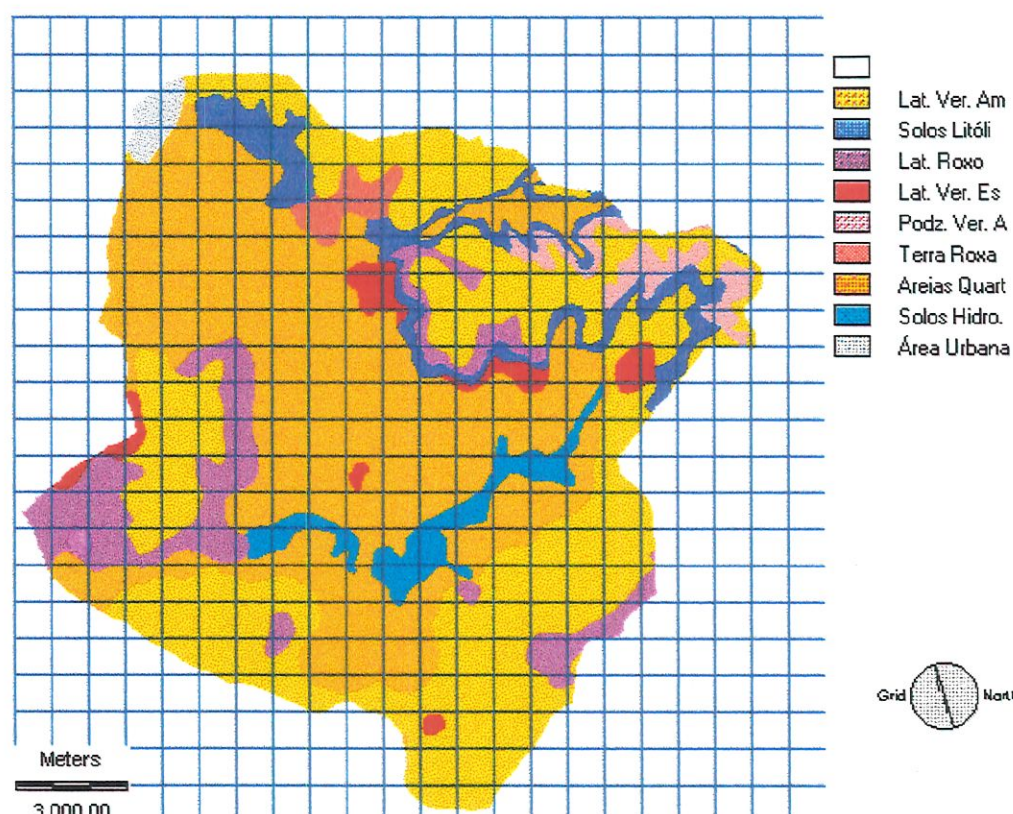 Lat. Ver. Am
Solos Litóli
Lat. Roxo
Lat. Ver. Es
Podz. Ver. A
Terra Roxa
Areias Quart
Solos Hidro.
Área Urbana
Grid
Meters
3,000.00